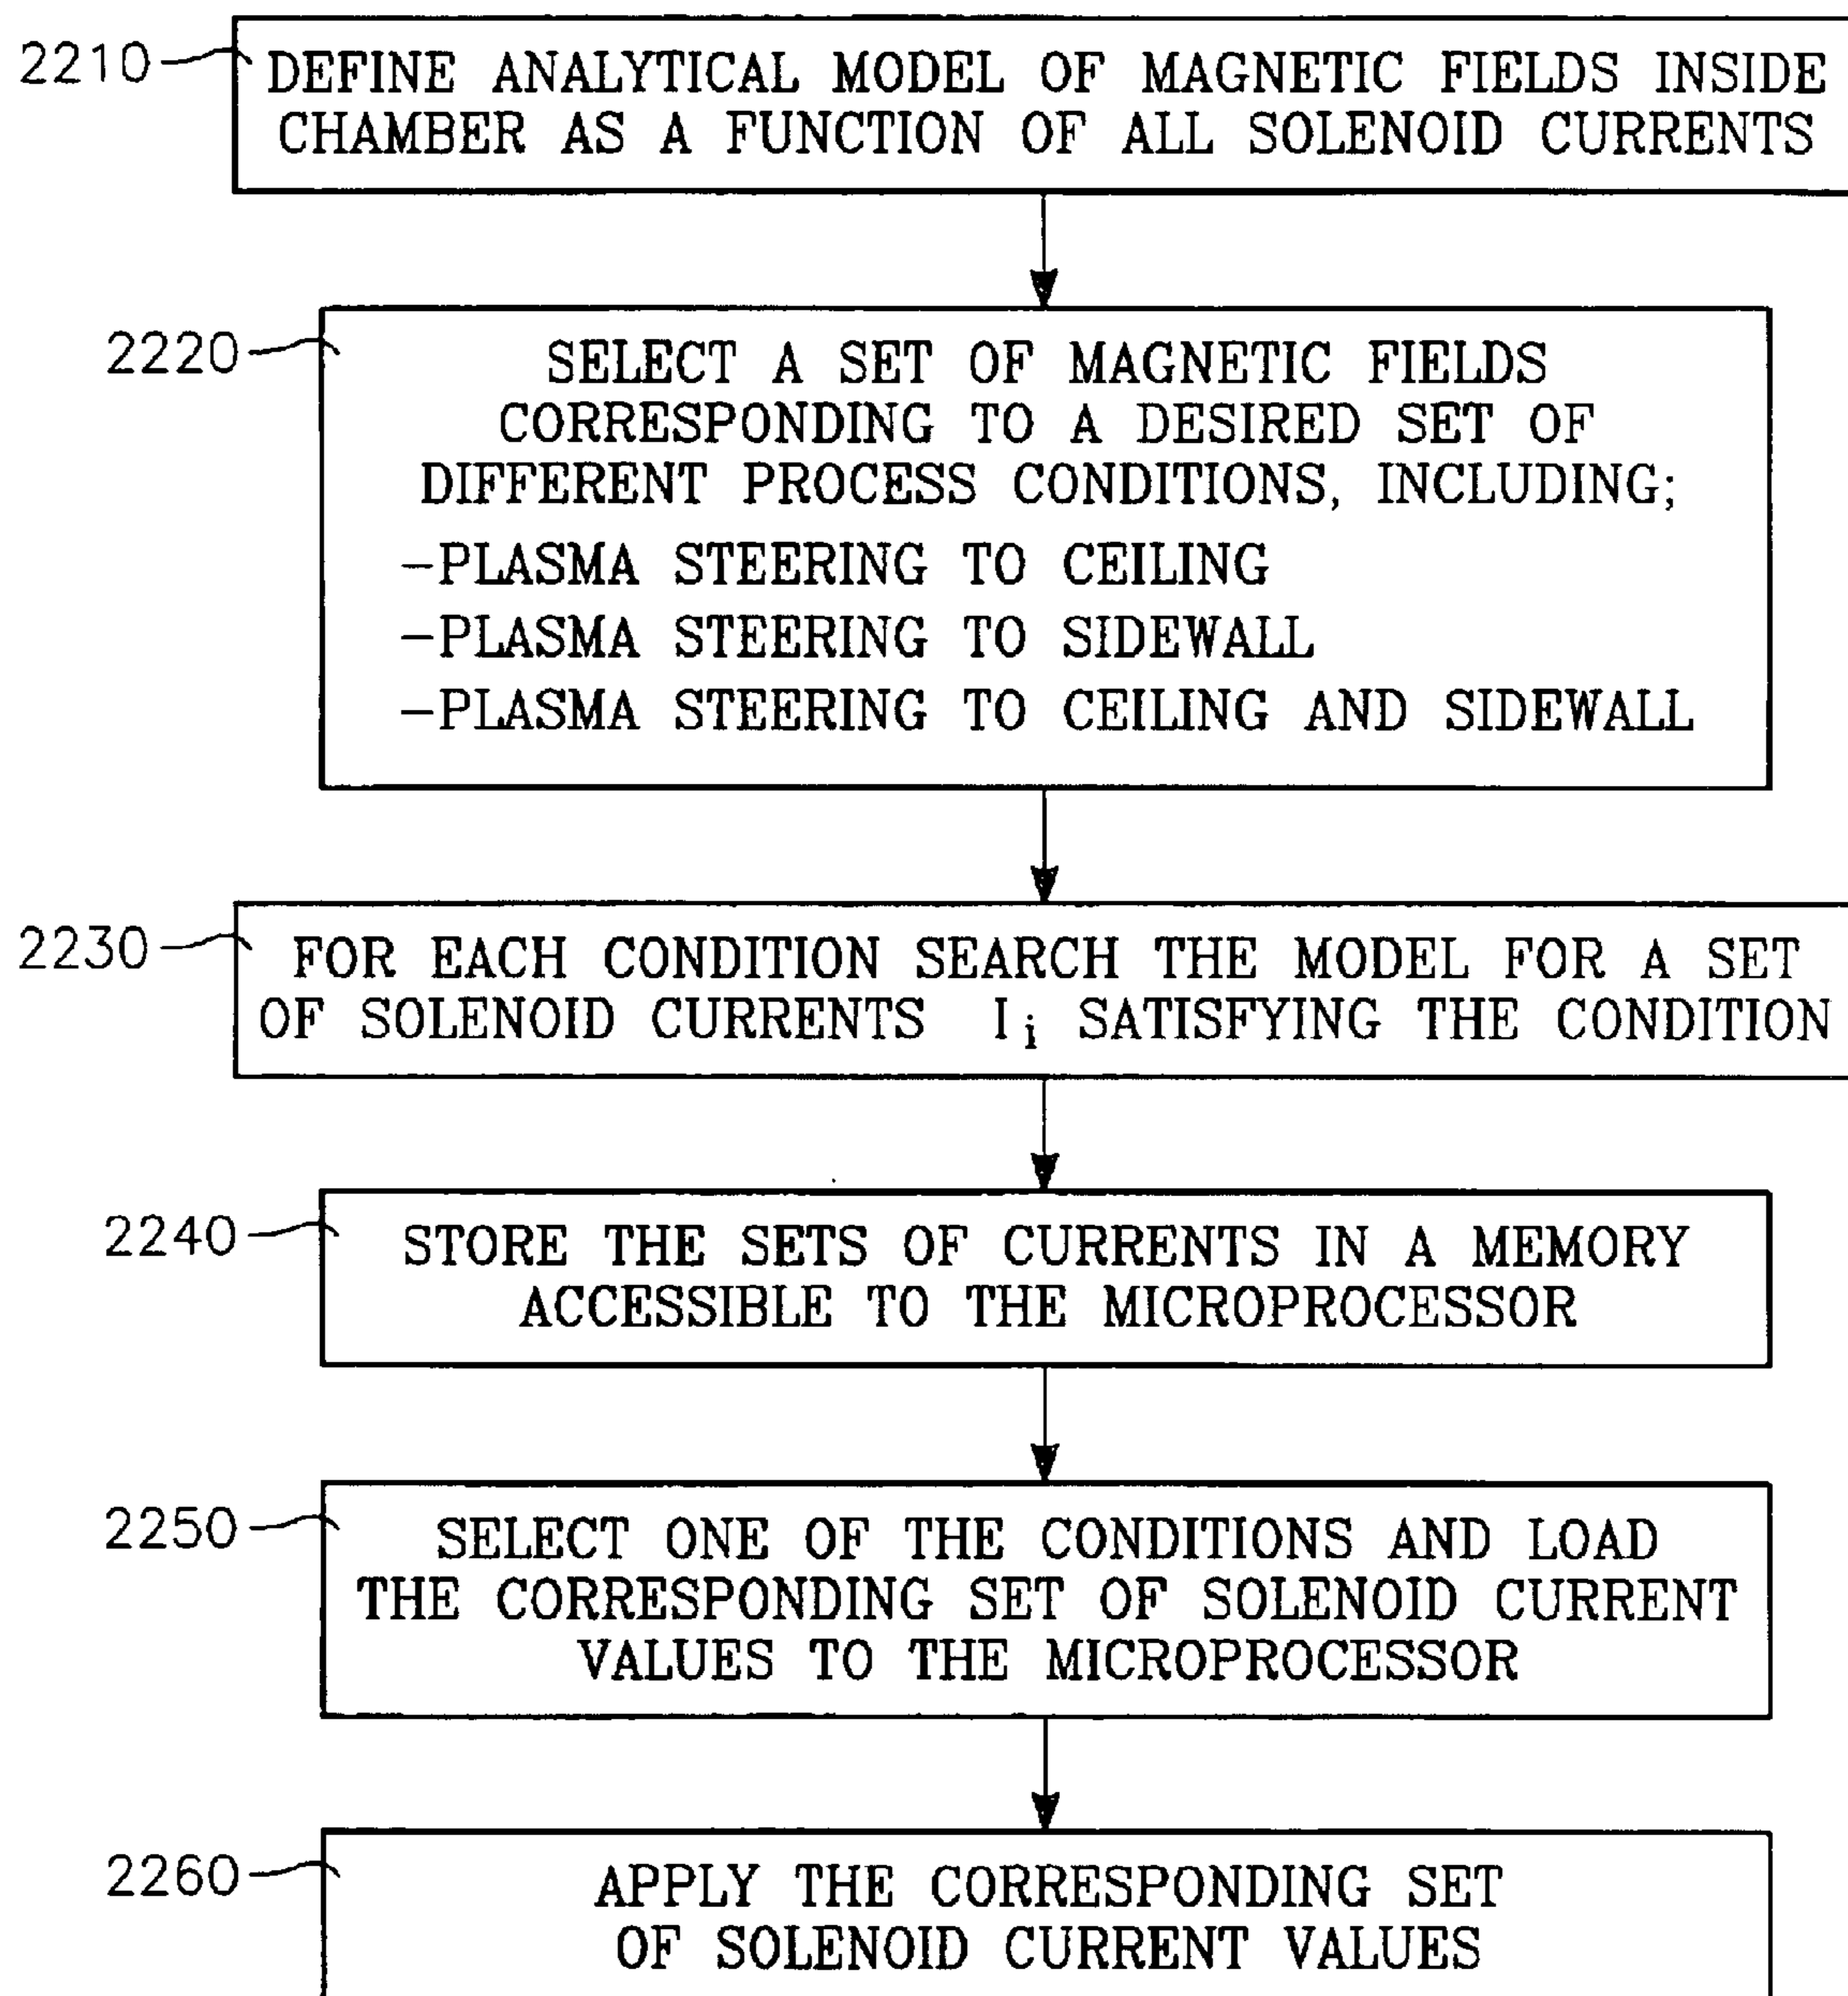 2210
DEFINE ANALYTICAL MODEL OF MAGNETIC FIELDS INSIDE
CHAMBER AS A FUNCTION OF ALL SOLENOID CURRENTS
2220
SELECT A SET OF MAGNETIC FIELDS
CORRESPONDING TO A DESIRED SET OF
DIFFERENT PROCESS CONDITIONS, INCLUDING;
-PLASMA STEERING TO CEILING
-PLASMA STEERING TO SIDEWALL
-PLASMA STEERING TO CEILING AND SIDEWALL
2230
FOR EACH CONDITION SEARCH THE MODEL FOR A SET
OF SOLENOID CURRENTS Ii SATISFYING THE CONDITION
2240
STORE THE SETS OF CURRENTS IN A MEMORY
ACCESSIBLE TO THE MICROPROCESSOR
2250
SELECT ONE OF THE CONDITIONS AND LOAD
THE CORRESPONDING SET OF SOLENOID CURRENT
VALUES TO THE MICROPROCESSOR
2260
APPLY THE CORRESPONDING SET
OF SOLENOID CURRENT VALUES